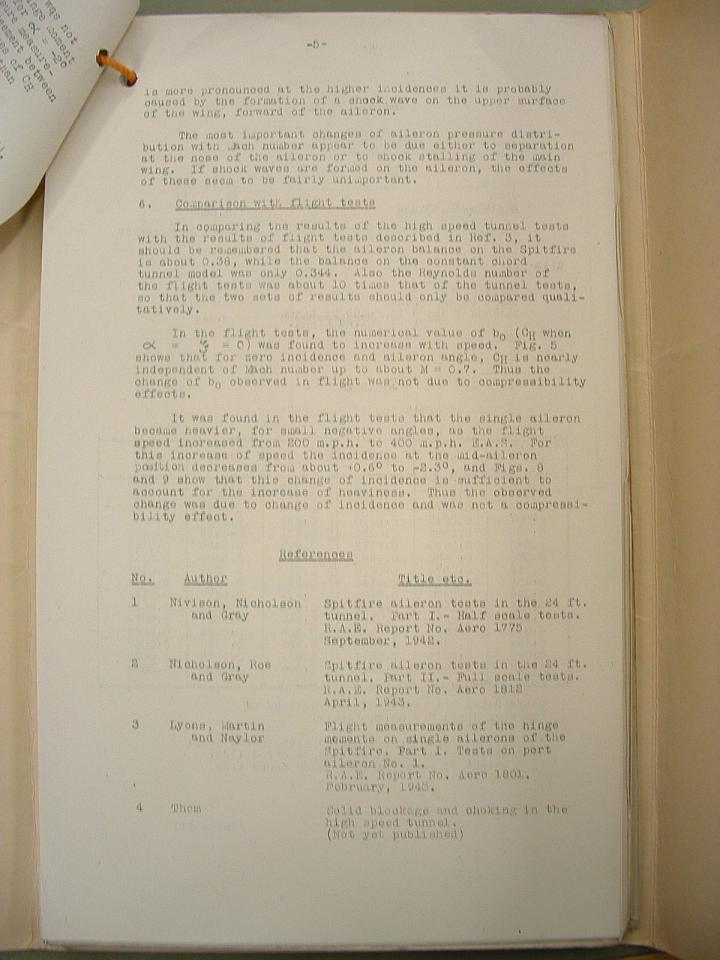 was not
nge moment
for α = -2°
ure measure-
ement between
es of CH
than
-5-
is more pronounced at the higher incidences it is probably
caused by the formation of a shock wave on the upper surface
of the wing, forward of the aileron.
The most important changes of aileron pressure distri-
bution with Mach number appear to be due either to separation
at the nose of the aileron or to shock stalling of the main
wing. If shock waves are formed on the aileron, the effects
of these seem to be fairly unimportant.
6. Comparison with flight tests
In comparing the results of the high speed tunnel tests
with the results of flight tests described in Ref. 3, it
should be remembered that the aileron balance on the Spitfire
is about 0.38, while the balance on the constant chord
tunnel model was only 0.344. Also the Reynolds number of
the flight tests was about 10 times that of the tunnel tests,
so that the two sets of results should only be compared quali-
tatively.
In the flight tests, the numerical value of b0 (CH when
α = ξ = 0) was found to increase with speed. Fig. 5
shows that for zero incidence and aileron angle, CH is nearly
independent of Mach number up to about M = 0.7. Thus the
change of b0 observed in flight was not due to compressibility
effects.
It was found in the flight tests that the single aileron
became heavier, for small negative angles, as the flight
speed increased from 200 m.p.h. to 400 m.p.h. E.A.S. For
this increase of speed the incidence at the mid-aileron
position decreases from about +0.6° to -2.3°, and Figs. 8
and 9 show that this change of incidence is sufficient to
account for the increase of heaviness. Thus the observed
change was due to change of incidence and was not a compressi-
bility effect.
References
No. Author Title etc.
1 Nivison, Nicholson Spitfire aileron tests in the 24 ft.
and Gray tunnel. Part I.- Half scale tests.
R.A.E. Report No. Aero 1775
September, 1942.
2 Nicholson, Roe Spitfire aileron tests in the 24 ft.
and Gray tunnel. Part II.- Full scale tests.
R.A.E. Report No. Aero 1812
April, 1943.
3 Lyons, Martin Flight measurements of the hinge
and Naylor moments on single ailerons of the
Spitfire. Part I. Tests on port
aileron No. 1.
R.A.E. Report No. Aero 1801.
February, 1943.
4 Thom Solid blockage and choking in the
high speed tunnel.
(Not yet published)